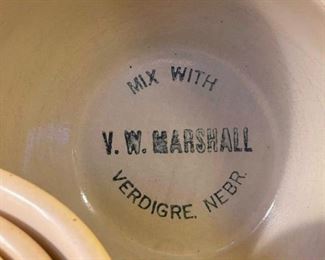 MIX WITH
V. W. MARSHALL
VERDIGRE, NEBR.